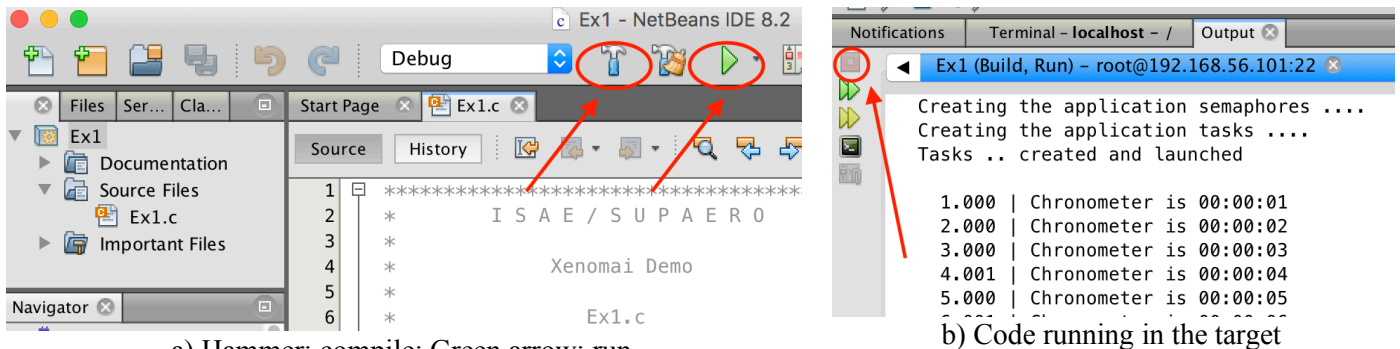 Ex1 - NetBeans IDE 8.2
Debug
Files Ser... Cla...
Ex1
Documentation
Source Files
Ex1.c
Important Files
Navigator
Start Page Ex1.c
Source History
1 ****************************************
2 * I S A E / S U P A E R O
3 *
4 * Xenomai Demo
5 *
6 * Ex1.c
a) Hammer: compile; Green arrow: run
Notifications Terminal – localhost – / Output
Ex1 (Build, Run) – root@192.168.56.101:22
Creating the application semaphores ....
Creating the application tasks ....
Tasks .. created and launched
1.000 | Chronometer is 00:00:01
2.000 | Chronometer is 00:00:02
3.000 | Chronometer is 00:00:03
4.001 | Chronometer is 00:00:04
5.000 | Chronometer is 00:00:05
b) Code running in the target